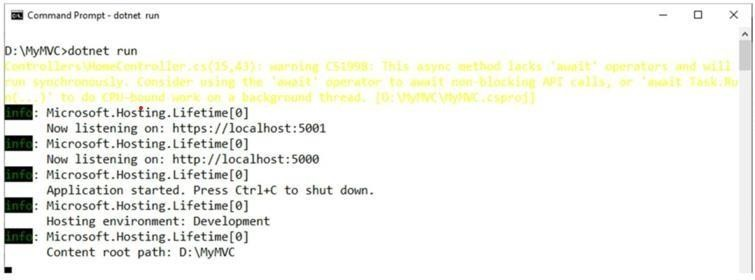 Command Prompt - dotnet run
D:\MyMVC>dotnet run
Controllers\HomeController.cs(15,43): warning CS1998: This async method lacks 'await' operators and will
run synchronously. Consider using the 'await' operator to await non-blocking API calls, or 'await Task.Ru
n(...)' to do CPU-bound work on a background thread. [D:\MyMVC\MyMVC.csproj]
info: Microsoft.Hosting.Lifetime[0]
Now listening on: https://localhost:5001
info: Microsoft.Hosting.Lifetime[0]
Now listening on: http://localhost:5000
info: Microsoft.Hosting.Lifetime[0]
Application started. Press Ctrl+C to shut down.
info: Microsoft.Hosting.Lifetime[0]
Hosting environment: Development
info: Microsoft.Hosting.Lifetime[0]
Content root path: D:\MyMVC